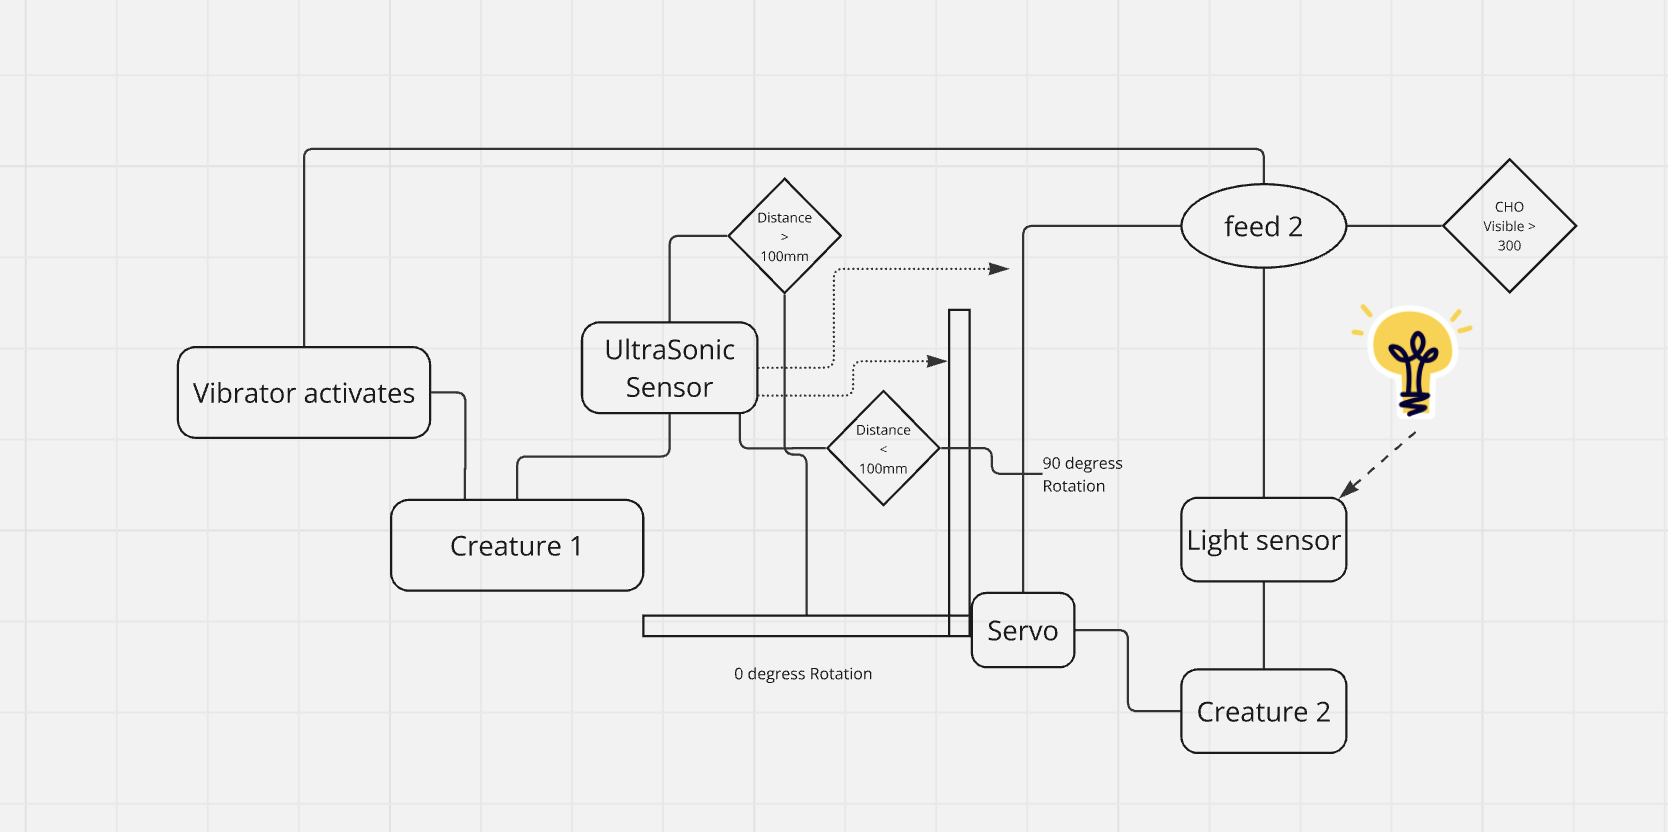 Distance
>
100mm
feed 2
CHO
Visible >
300
UltraSonic
Sensor
Vibrator activates
Distance
<
100mm
90 degress
Rotation
Creature 1
Light sensor
Servo
0 degress Rotation
Creature 2